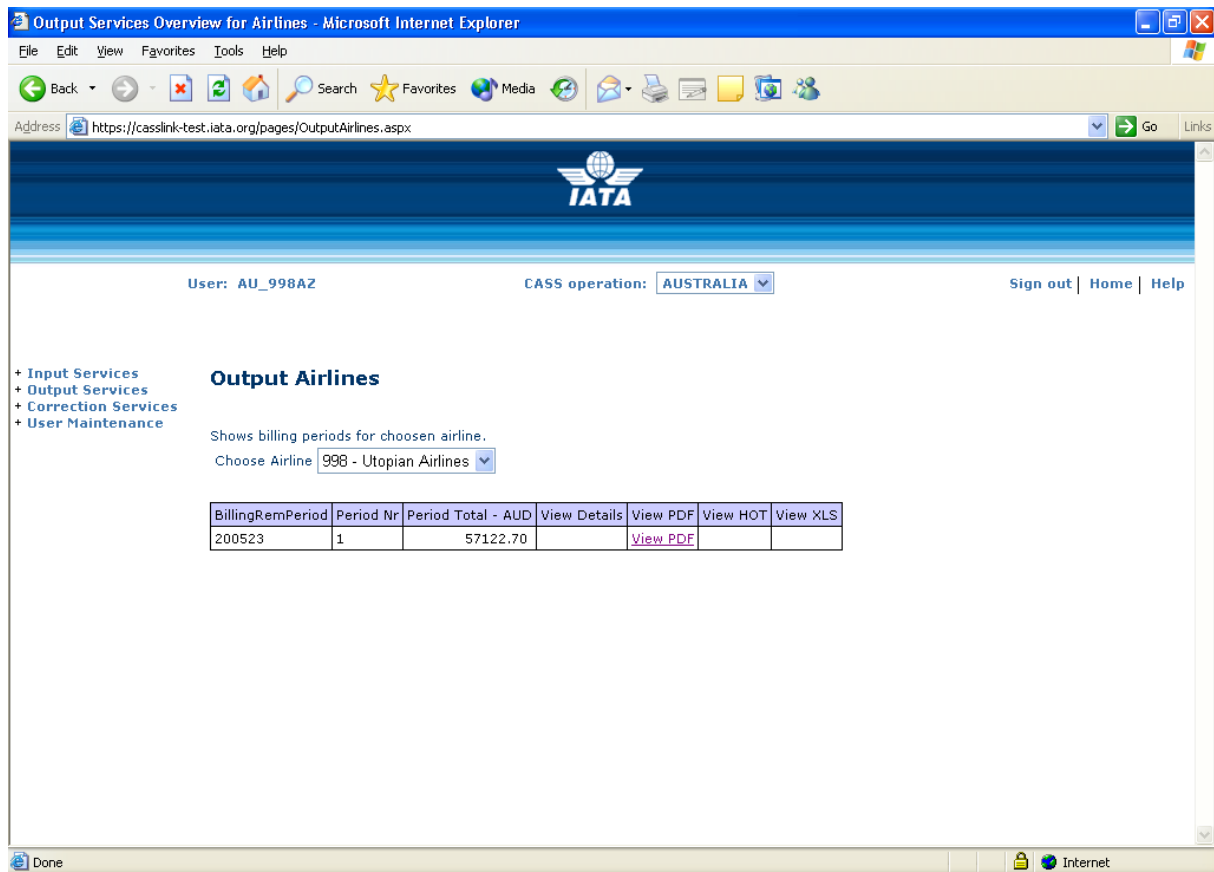 Output Services Overview for Airlines - Microsoft Internet Explorer
File Edit View Favorites Tools Help
Back Search Favorites Media
Address https://casslink-test.iata.org/pages/OutputAirlines.aspx Go Links
IATA
User: AU_998AZ CASS operation: AUSTRALIA Sign out | Home | Help
+ Input Services
+ Output Services
+ Correction Services
+ User Maintenance
Output Airlines
Shows billing periods for choosen airline.
Choose Airline 998 - Utopian Airlines
BillingRemPeriod Period Nr Period Total - AUD View Details View PDF View HOT View XLS
200523 1 57122.70 View PDF
Done Internet